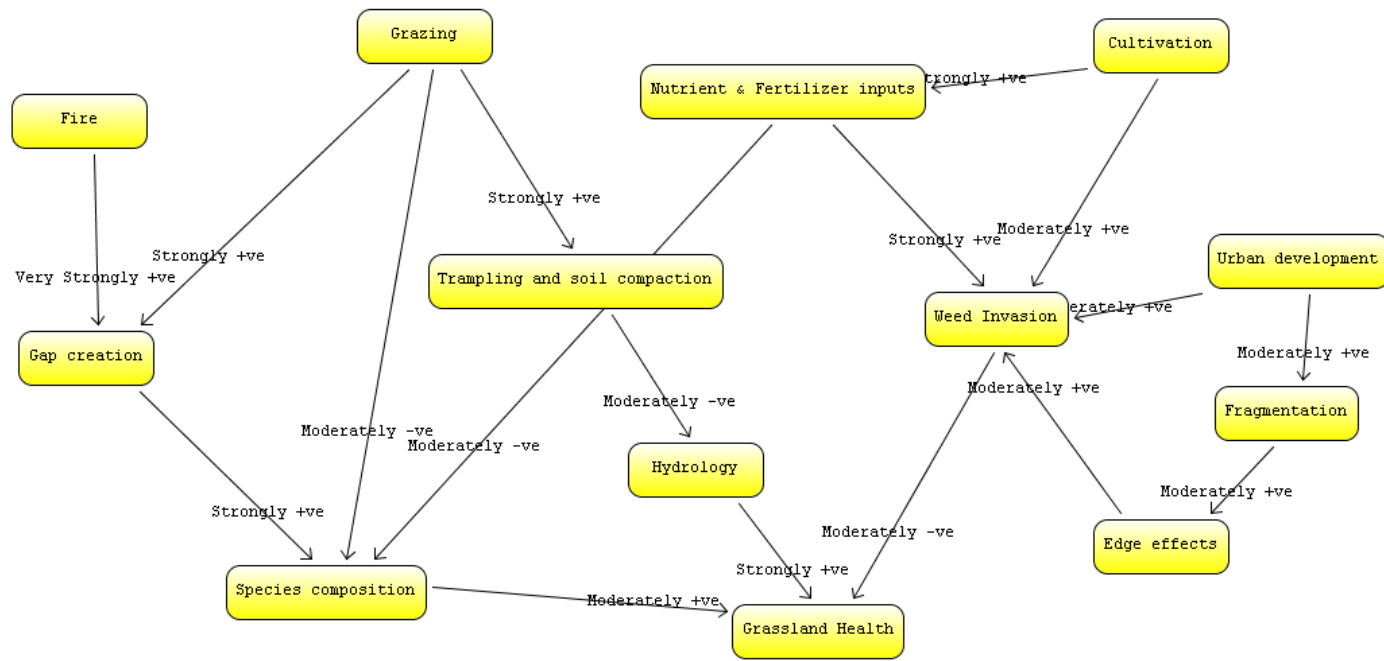 Grazing
Cultivation
Nutrient & Fertilizer inputs
trongly +ve
Fire
Strongly +ve
Moderately +ve
Strongly +ve
Strongly +ve
Urban development
Very Strongly +ve
Trampling and soil compaction
erately +ve
Weed Invasion
Gap creation
Moderately +ve
Moderately +ve
Moderately -ve
Fragmentation
Moderately -ve
Moderately -ve
Hydrology
Moderately +ve
Strongly +ve
Moderately -ve
Edge effects
Strongly +ve
Species composition
Moderately +ve
Grassland Health